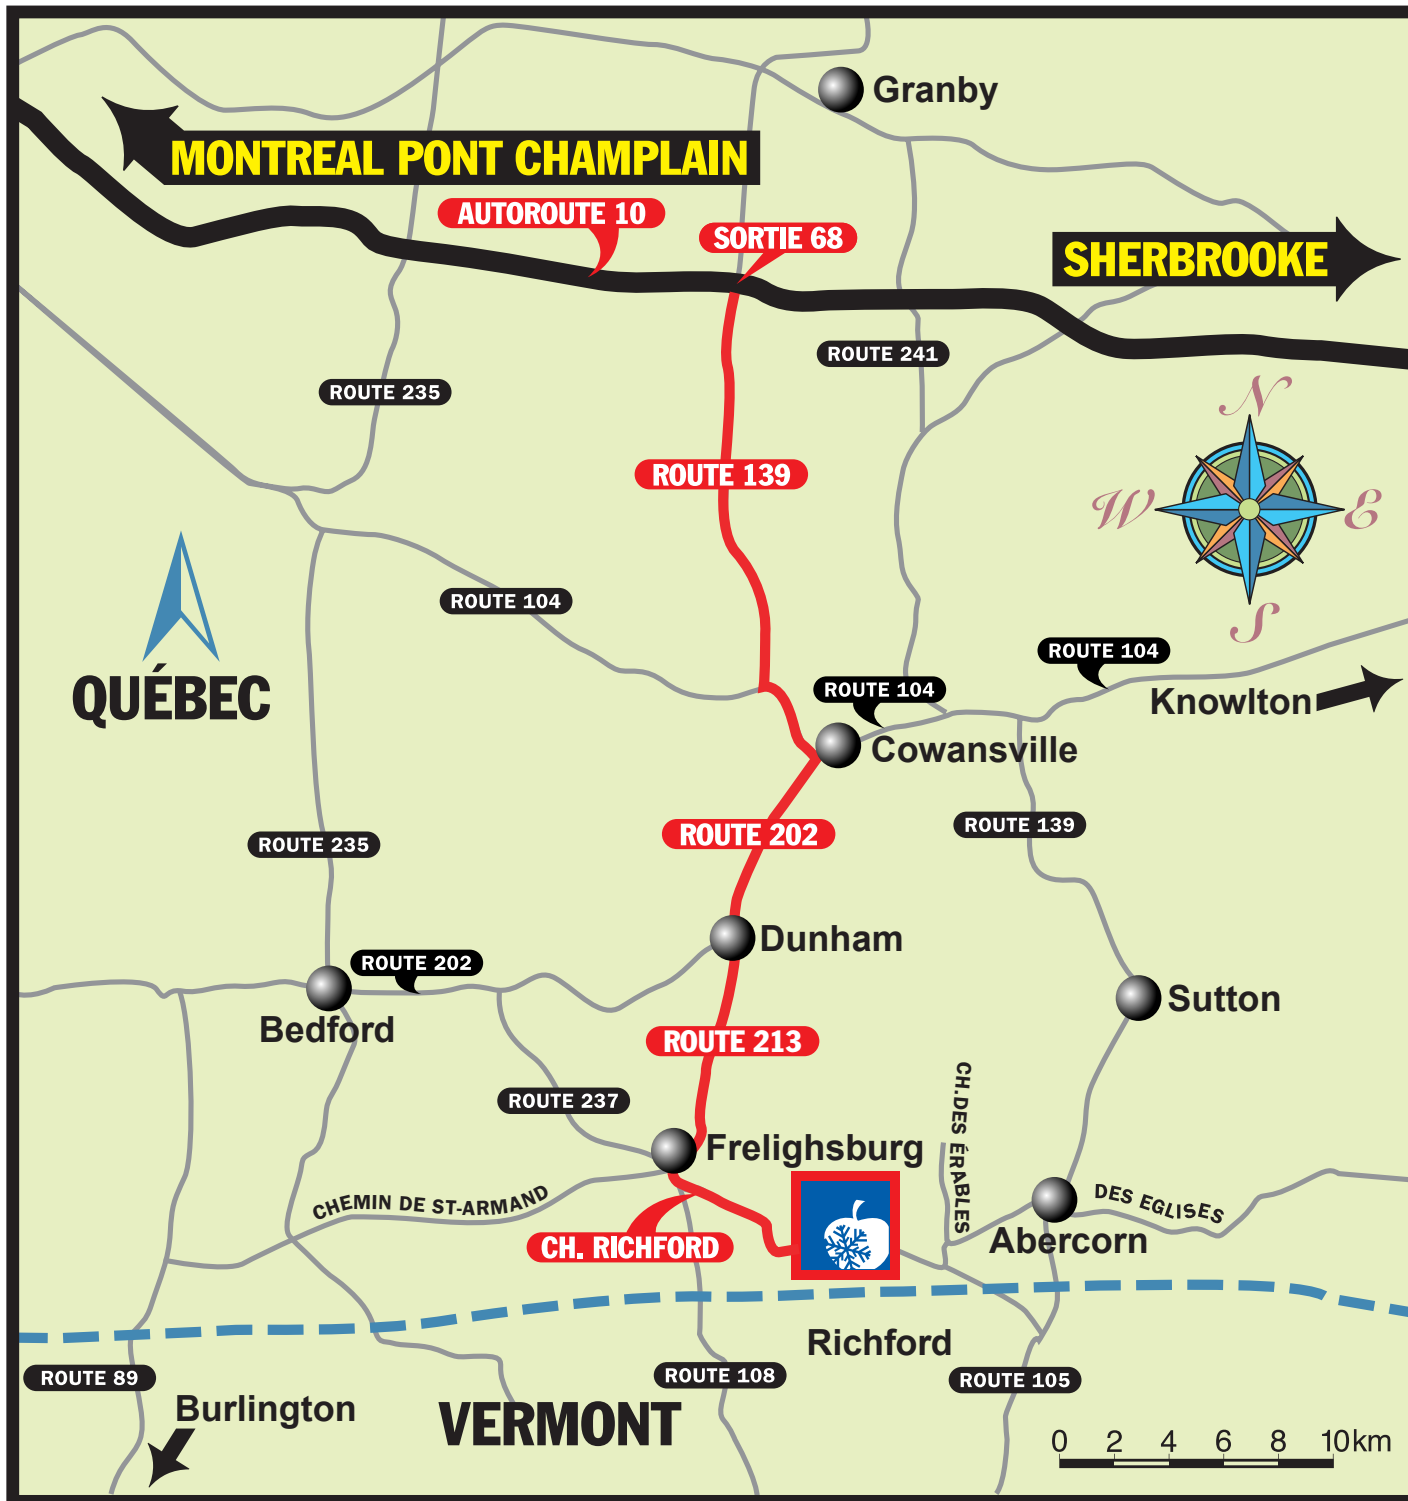 Granby
MONTREAL PONT CHAMPLAIN
AUTOROUTE 10
SORTIE 68
SHERBROOKE
ROUTE 241
ROUTE 235
N
ROUTE 139
W
E
ROUTE 104
S
ROUTE 104
QUÉBEC
ROUTE 104
Knowlton
Cowansville
ROUTE 139
ROUTE 202
ROUTE 235
Dunham
ROUTE 202
Sutton
Bedford
ROUTE 213
CH.DES ÉRABLES
ROUTE 237
Frelighsburg
CHEMIN DE ST-ARMAND
DES EGLISES
CH. RICHFORD
Abercorn
Richford
ROUTE 89
ROUTE 108
ROUTE 105
Burlington
VERMONT
0 2 4 6 8 10km